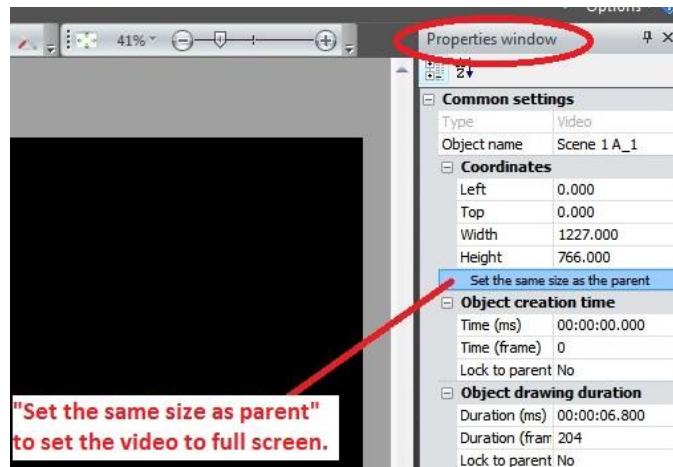 Options
41%
Properties window
Common settings
Type Video
Object name Scene 1 A_1
Coordinates
Left 0.000
Top 0.000
Width 1227.000
Height 766.000
Set the same size as the parent
Object creation time
Time (ms) 00:00:00.000
Time (frame) 0
Lock to parent No
Object drawing duration
Duration (ms) 00:00:06.800
Duration (fram 204
Lock to parent No
"Set the same size as parent"
to set the video to full screen.